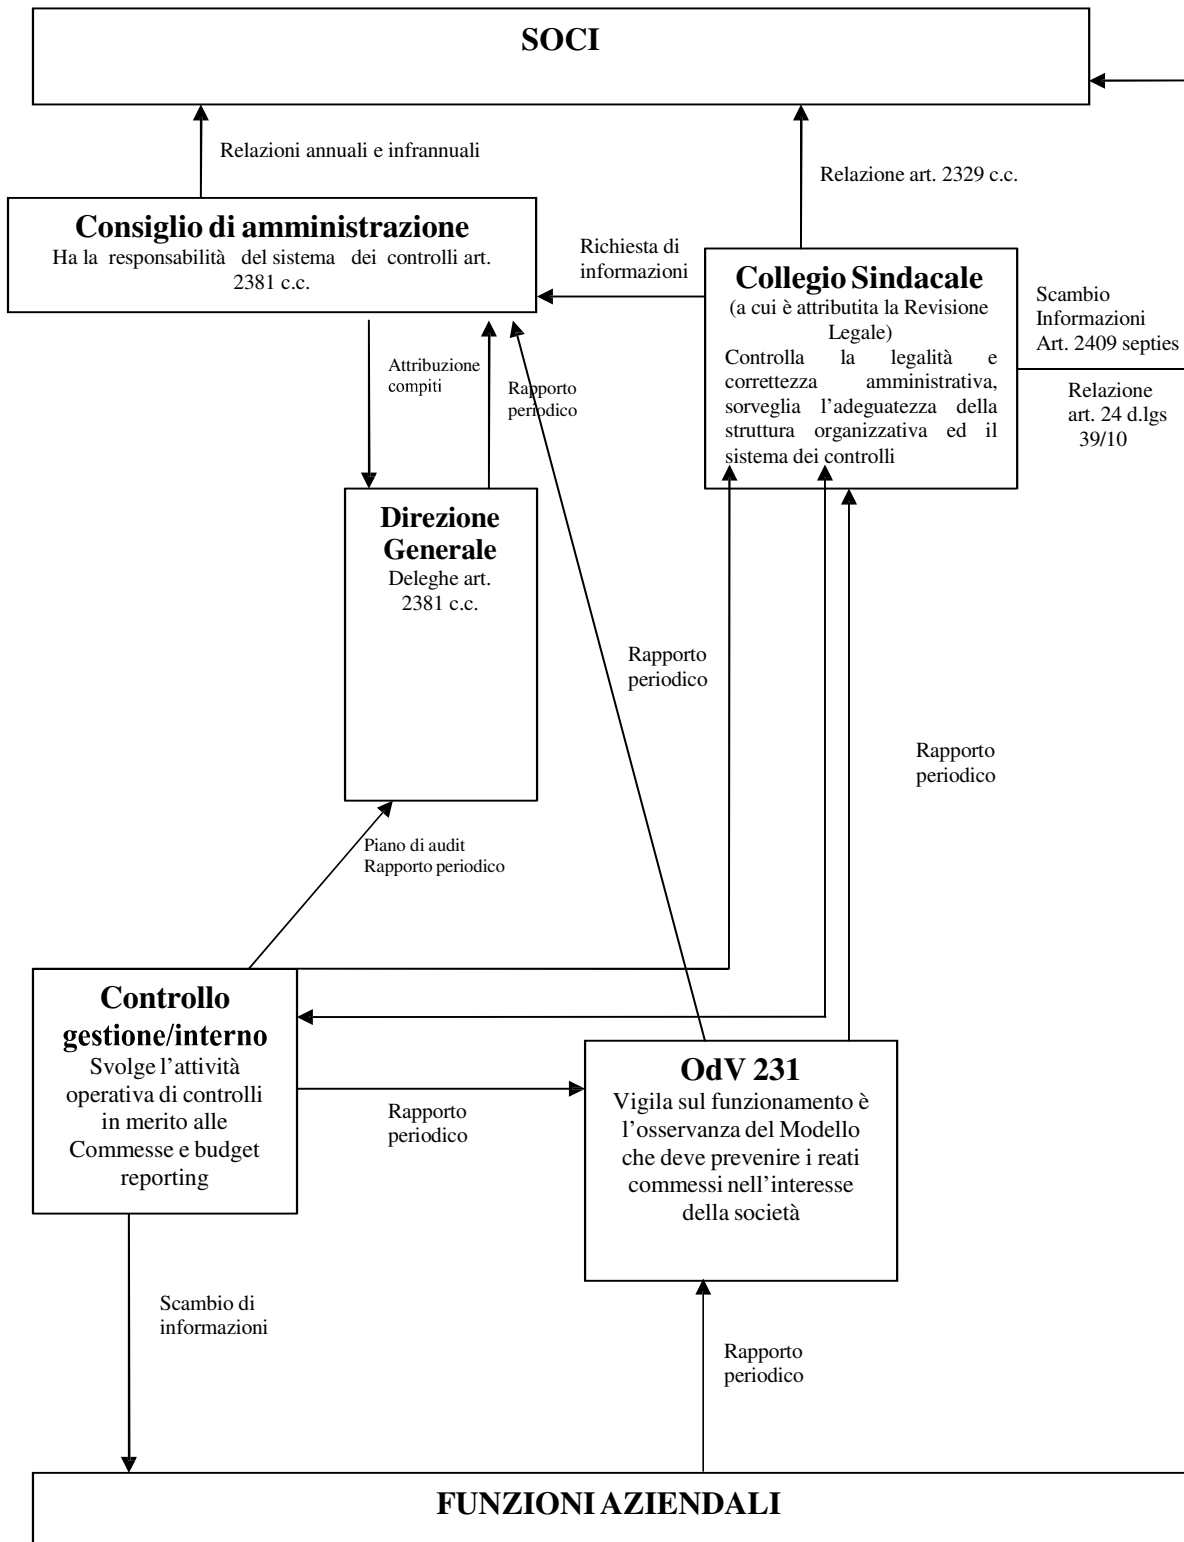 SOCI
Relazioni annuali e infrannuali
Relazione art. 2329 c.c.
Consiglio di amministrazione
Ha la responsabilità del sistema dei controlli art.
2381 c.c.
Richiesta di
informazioni
Collegio Sindacale
(a cui è attributita la Revisione
Legale)
Controlla la legalità e
correttezza amministrativa,
sorveglia l’adeguatezza della
struttura organizzativa ed il
sistema dei controlli
Scambio
Informazioni
Art. 2409 septies
Relazione
art. 24 d.lgs
39/10
Attribuzione
compiti
Rapporto
periodico
Direzione
Generale
Deleghe art.
2381 c.c.
Rapporto
periodico
Rapporto
periodico
Piano di audit
Rapporto periodico
Controllo
gestione/interno
Svolge l’attività
operativa di controlli
in merito alle
Commesse e budget
reporting
Rapporto
periodico
OdV 231
Vigila sul funzionamento è
l’osservanza del Modello
che deve prevenire i reati
commessi nell’interesse
della società
Scambio di
informazioni
Rapporto
periodico
FUNZIONI AZIENDALI